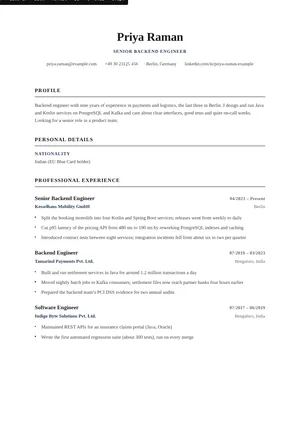 Priya Raman
SENIOR BACKEND ENGINEER
priya.raman@example.com +49 30 23125 456 Berlin, Germany linkedin.com/in/priya-raman-example
PROFILE
Backend engineer with nine years of experience in payments and logistics, the last three in Berlin. I design and run Java
and Kotlin services on PostgreSQL and Kafka and care about clear interfaces, good tests and quiet on-call weeks.
Looking for a senior role in a product team.
PERSONAL DETAILS
NATIONALITY
Indian (EU Blue Card holder)
PROFESSIONAL EXPERIENCE
Senior Backend Engineer 04/2023 – Present
Mobility GmbH Berlin
• Split the booking monolith into four Kotlin and Spring Boot services; releases went from weekly to daily
• Cut p95 latency of the pricing API from 480 ms to 190 ms by reworking PostgreSQL indexes and caching
• Introduced contract tests between eight services; integration incidents fell from about six to two per quarter
Backend Engineer 07/2019 – 03/2023
Tamarind Payments Pvt. Ltd. Bengaluru, India
• Built and ran settlement services in Java for around 1.2 million transactions a day
• Moved nightly batch jobs to Kafka consumers; settlement files now reach partner banks four hours earlier
• Prepared the backend team's PCI DSS evidence for two annual audits
Software Engineer 07/2017 – 06/2019
Indigo Byte Solutions Pvt. Ltd. Bengaluru, India
• Maintained REST APIs for an insurance claims portal (Java, Oracle)
• Wrote the first automated regression suite (about 300 tests), run on every merge